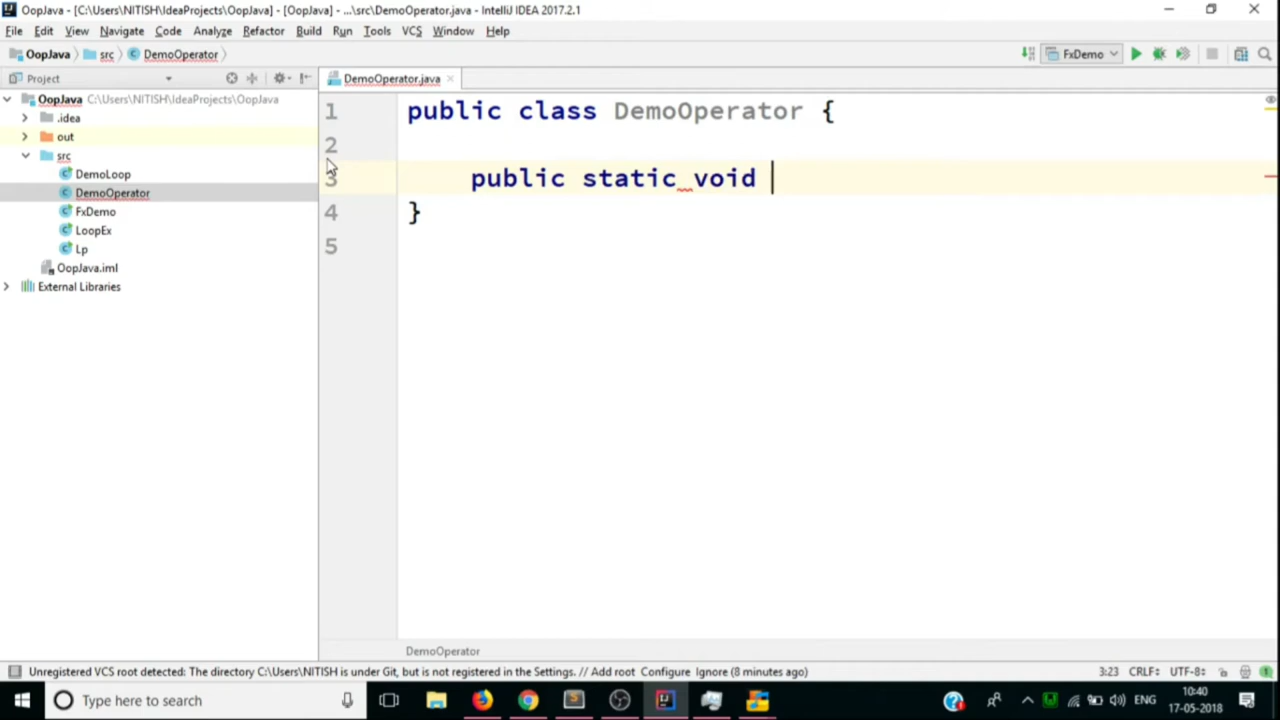 OopJava - [C:\Users\NITISH\IdeaProjects\OopJava] - [OopJava] - ...\src\DemoOperator.java - IntelliJ IDEA 2017.2.1
File Edit View Navigate Code Analyze Refactor Build Run Tools VCS Window Help
OopJava src DemoOperator FxDemo
Project
DemoOperator.java
OopJava C:\Users\NITISH\IdeaProjects\OopJava
.idea
out
src
DemoLoop
DemoOperator
FxDemo
LoopEx
Lp
OopJava.iml
External Libraries
1 public class DemoOperator {
2
3 public static void
4 }
5
DemoOperator
Unregistered VCS root detected: The directory C:\Users\NITISH is under Git, but is not registered in the Settings. // Add root Configure Ignore (8 minutes ago) 3:23 CRLF÷ UTF-8÷
Type here to search ENG 10:40
17-05-2018